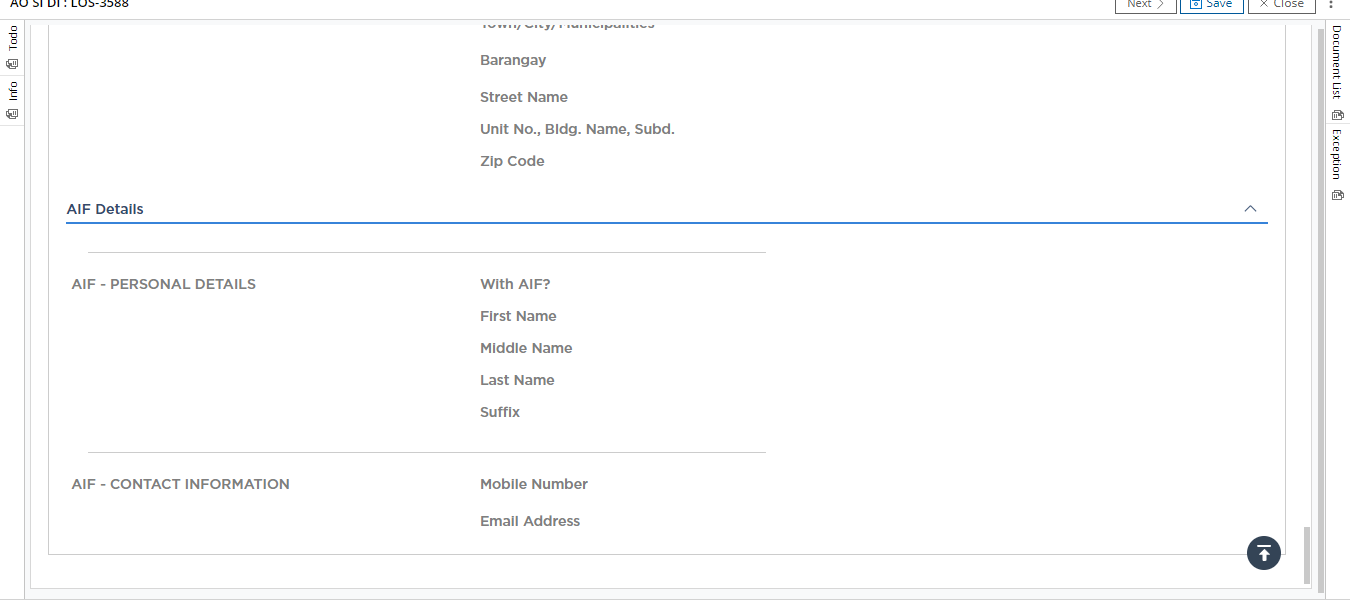 AO SI DI : LOS-3588
Next
Save
Close
Todo
Info
Document List
Exception
Town/City/Municipalities
Barangay
Street Name
Unit No., Bldg. Name, Subd.
Zip Code
AIF Details
AIF - PERSONAL DETAILS
With AIF?
First Name
Middle Name
Last Name
Suffix
AIF - CONTACT INFORMATION
Mobile Number
Email Address